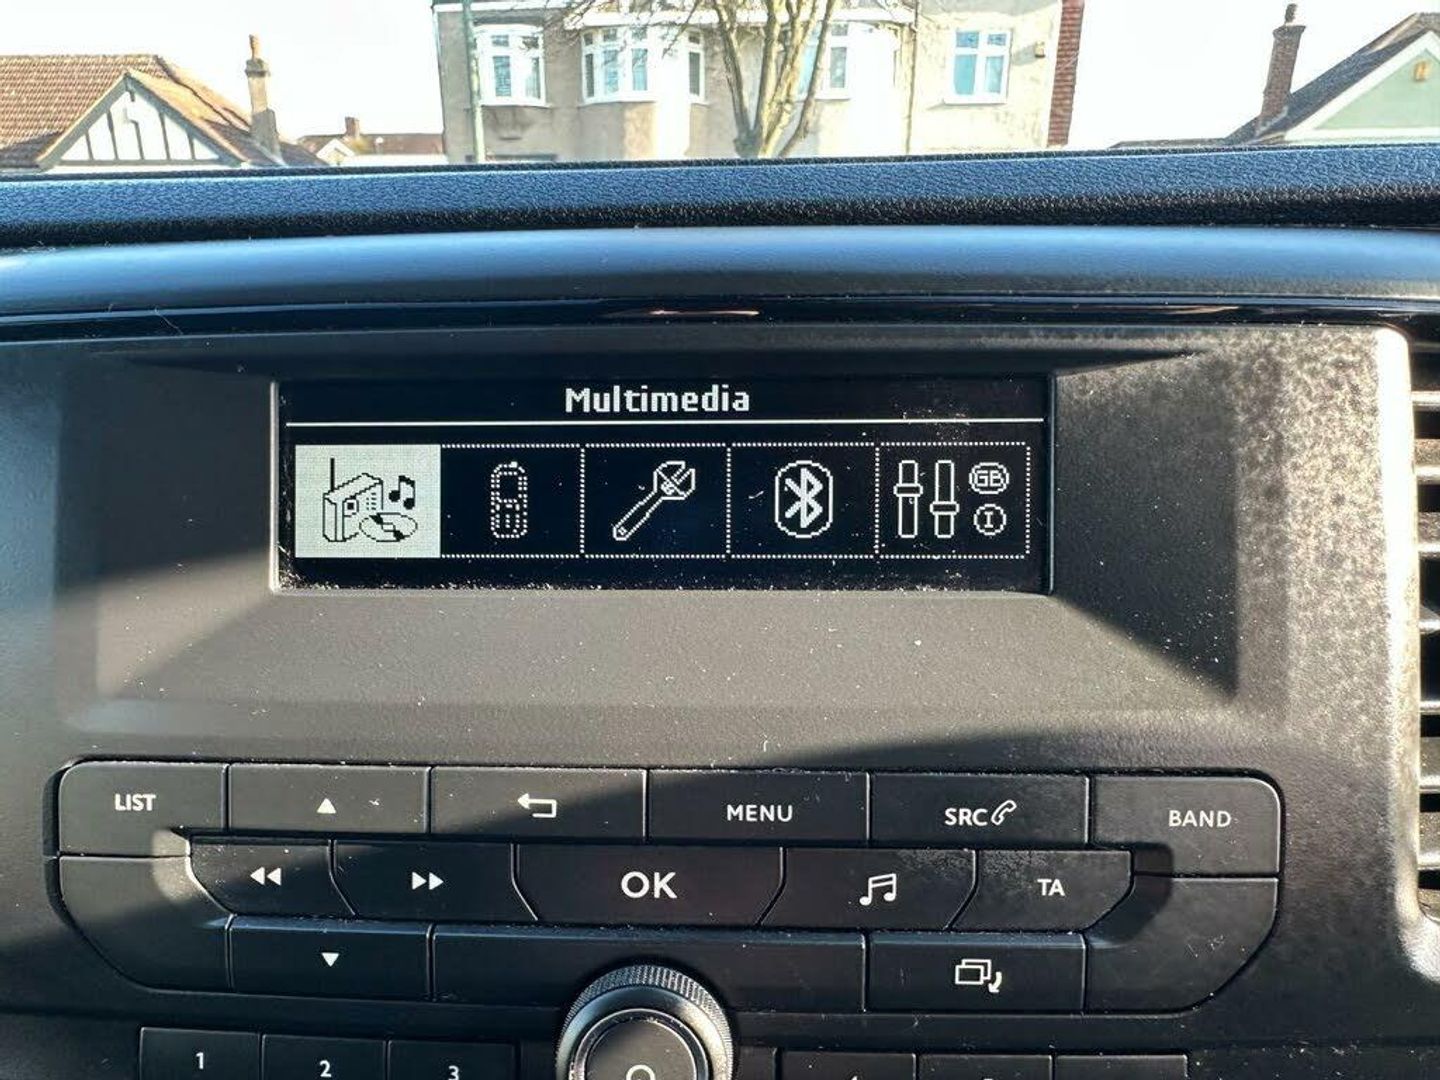 Multimedia
GB
I
LIST
MENU
SRC
BAND
OK
TA
1 2 3